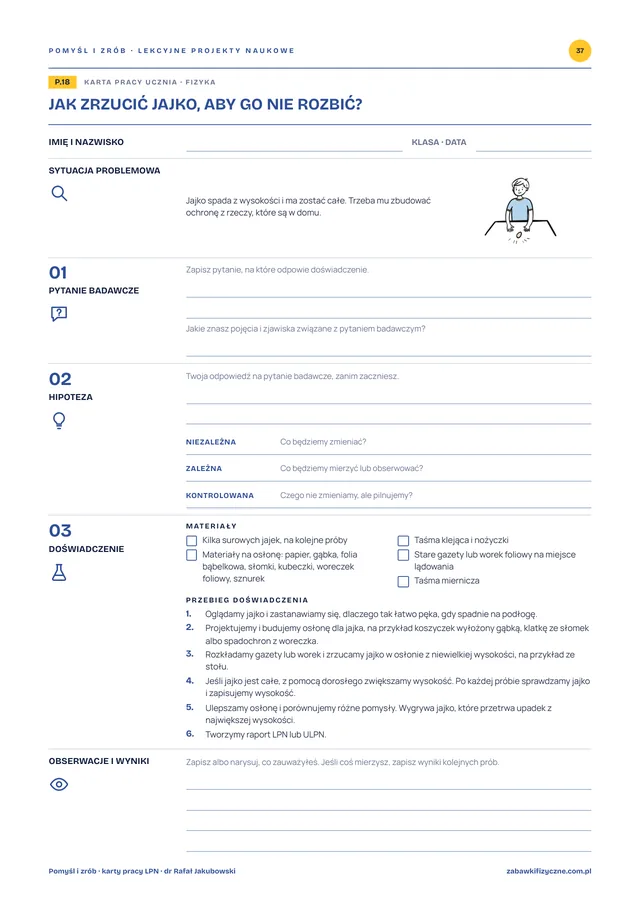 POMYŚL I ZRÓB · LEKCYJNE PROJEKTY NAUKOWE
37
P.18 KARTA PRACY UCZNIA · FIZYKA
JAK ZRZUCIĆ JAJKO, ABY GO NIE ROZBIĆ?
IMIĘ I NAZWISKO
KLASA · DATA
SYTUACJA PROBLEMOWA
Jajko spada z wysokości i ma zostać całe. Trzeba mu zbudować
ochronę z rzeczy, które są w domu.
01
PYTANIE BADAWCZE
Zapisz pytanie, na które odpowie doświadczenie.
Jakie znasz pojęcia i zjawiska związane z pytaniem badawczym?
02
HIPOTEZA
Twoja odpowiedź na pytanie badawcze, zanim zaczniesz.
NIEZALEŻNA Co będziemy zmieniać?
ZALEŻNA Co będziemy mierzyć lub obserwować?
KONTROLOWANA Czego nie zmieniamy, ale pilnujemy?
03
DOŚWIADCZENIE
MATERIAŁY
Kilka surowych jajek, na kolejne próby
Materiały na osłonę: papier, gąbka, folia
bąbelkowa, słomki, kubeczki, woreczek
foliowy, sznurek
Taśma klejąca i nożyczki
Stare gazety lub worek foliowy na miejsce
lądowania
Taśma miernicza
PRZEBIEG DOŚWIADCZENIA
1. Oglądamy jajko i zastanawiamy się, dlaczego tak łatwo pęka, gdy spadnie na podłogę.
2. Projektujemy i budujemy osłonę dla jajka, na przykład koszyczek wyłożony gąbką, klatkę ze słomek
albo spadochron z woreczka.
3. Rozkładamy gazety lub worek i zrzucamy jajko w osłonie z niewielkiej wysokości, na przykład ze
stołu.
4. Jeśli jajko jest całe, z pomocą dorosłego zwiększamy wysokość. Po każdej próbie sprawdzamy jajko
i zapisujemy wysokość.
5. Ulepszamy osłonę i porównujemy różne pomysły. Wygrywa jajko, które przetrwa upadek z
największej wysokości.
6. Tworzymy raport LPN lub ULPN.
OBSERWACJE I WYNIKI
Zapisz albo narysuj, co zauważyłeś. Jeśli coś mierzysz, zapisz wyniki kolejnych prób.
Pomyśl i zrób · karty pracy LPN · dr Rafał Jakubowski
zabawkifizyczne.com.pl